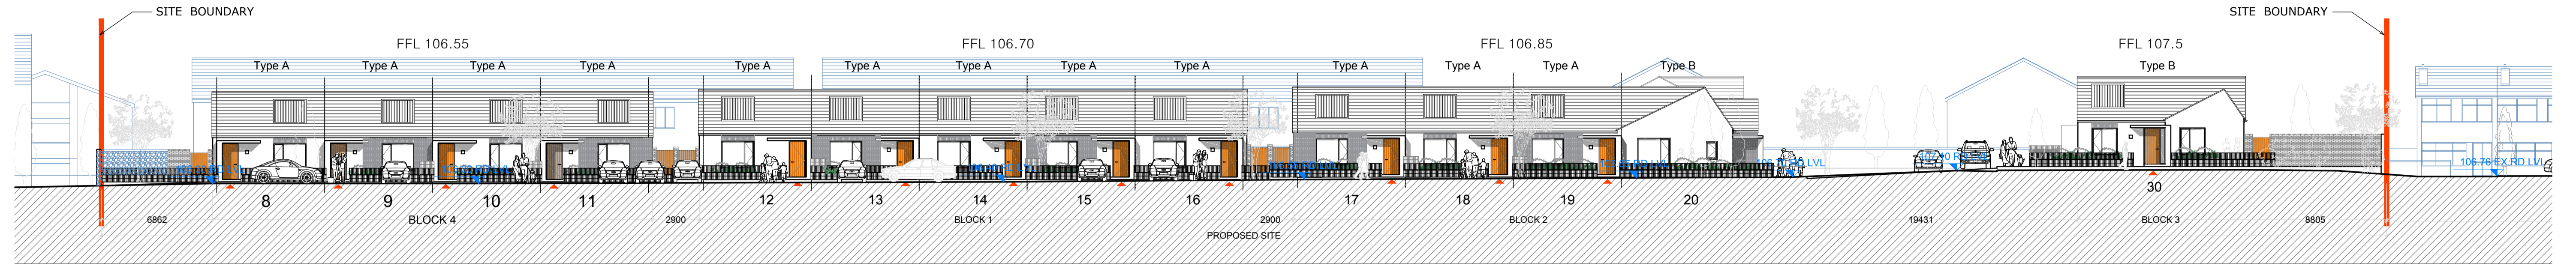 SITE BOUNDARY
SITE BOUNDARY
FFL 106.55
FFL 106.70
FFL 106.85
FFL 107.5
Type A
Type A
Type A
Type A
Type A
Type A
Type A
Type A
Type A
Type A
Type A
Type A
Type B
Type B
RD LVL
106.76 EX.RD LVL
8
9
10
11
12
13
14
15
16
17
18
19
20
30
6862
BLOCK 4
2900
BLOCK 1
2900
BLOCK 2
19431
BLOCK 3
8805
PROPOSED SITE